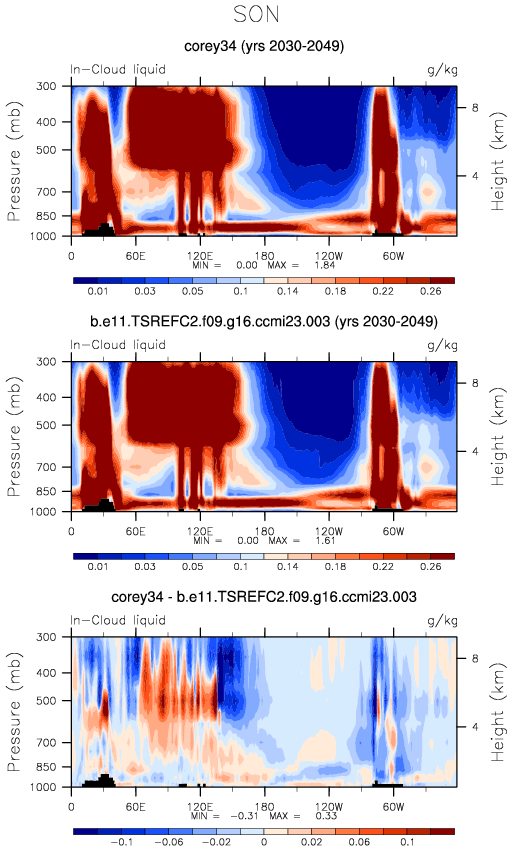 SON
corey34 (yrs 2030-2049)
In-Cloud liquid g/kg
Pressure (mb)
300
400
500
700
850
1000
8
4
Height (km)
0 60E 120E 180 120W 60W
MIN = 0.00 MAX = 1.84
0.01 0.03 0.05 0.1 0.14 0.18 0.22 0.26
b.e11.TSREFC2.f09.g16.ccmi23.003 (yrs 2030-2049)
In-Cloud liquid g/kg
Pressure (mb)
300
400
500
700
850
1000
8
4
Height (km)
0 60E 120E 180 120W 60W
MIN = 0.00 MAX = 1.61
0.01 0.03 0.05 0.1 0.14 0.18 0.22 0.26
corey34 - b.e11.TSREFC2.f09.g16.ccmi23.003
In-Cloud liquid g/kg
Pressure (mb)
300
400
500
700
850
1000
8
4
Height (km)
0 60E 120E 180 120W 60W
MIN = -0.31 MAX = 0.33
-0.1 -0.06 -0.02 0 0.02 0.06 0.1